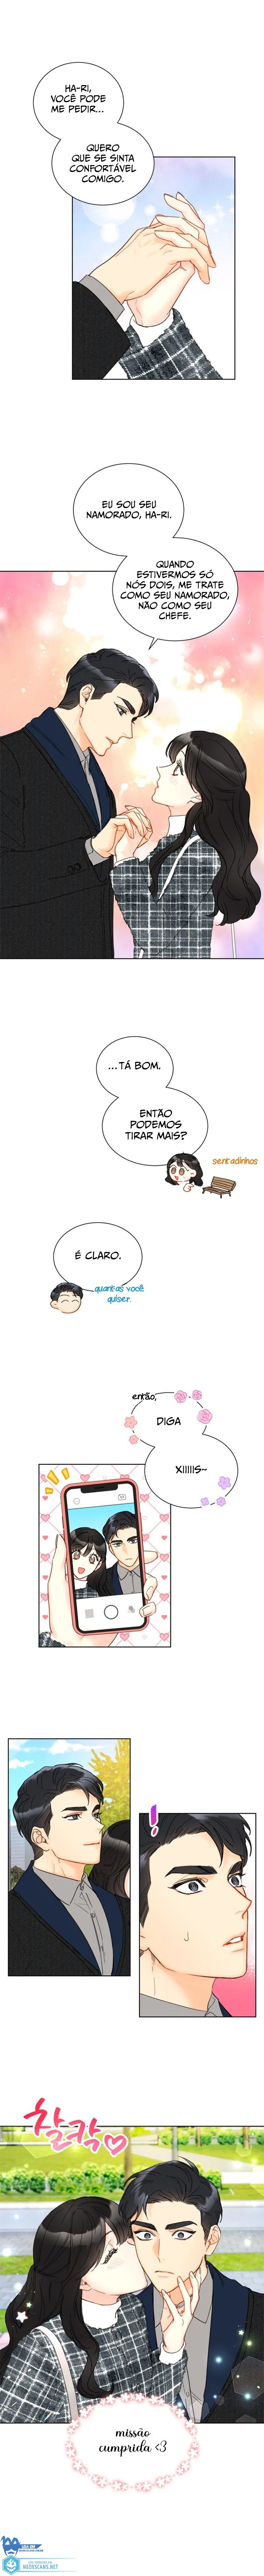 HA-RI,
VOCÊ PODE
ME PEDIR...
QUERO
QUE SE SINTA
CONFORTÁVEL
COMIGO.
EU SOU SEU
NAMORADO, HA-RI.
QUANDO
ESTIVERMOS SÓ
NÓS DOIS, ME TRATE
COMO SEU NAMORADO,
NÃO COMO SEU
CHEFE.
...TÁ BOM.
ENTÃO
PODEMOS
TIRAR MAIS?
sentadinhos
É CLARO.
quantas você
quiser.
então,
DIGA
XIIIIIS~
!
찰칵♡
missão
cumprida <3
NEOXSCANS.NET